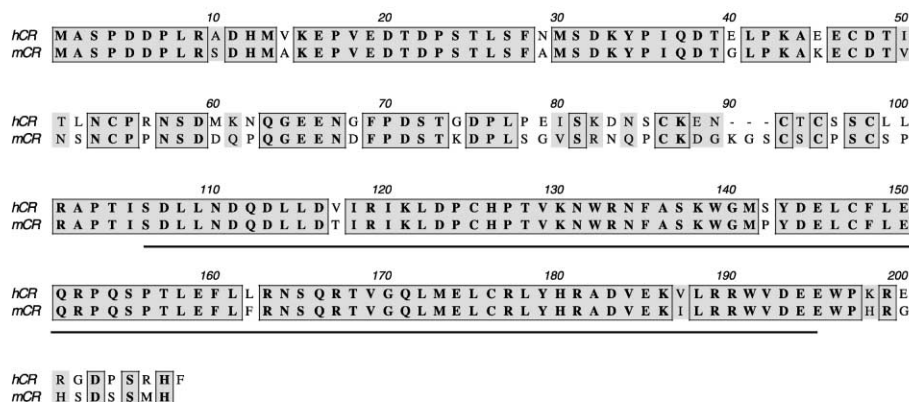 10 20 30 40 50
hCR M A S P D D P L R A D H M V K E P V E D T D P S T L S F N M S D K Y P I Q D T E L P K A E E C D T I
mCR M A S P D D P L R S D H M A K E P V E D T D P S T L S F A M S D K Y P I Q D T G L P K A K E C D T V
60 70 80 90 100
hCR T L N C P R N S D M K N Q G E E N G F P D S T G D P L P E I S K D N S C K E N - - - C T C S S C L L
mCR N S N C P P N S D D Q P Q G E E N D F P D S T K D P L S G V S R N Q P C K D G K G S C S C P S C S P
110 120 130 140 150
hCR R A P T I S D L L N D Q D L L D V I R I K L D P C H P T V K N W R N F A S K W G M S Y D E L C F L E
mCR R A P T I S D L L N D Q D L L D T I R I K L D P C H P T V K N W R N F A S K W G M P Y D E L C F L E
160 170 180 190 200
hCR Q R P Q S P T L E F L L R N S Q R T V G Q L M E L C R L Y H R A D V E K V L R R W V D E E W P K R E
mCR Q R P Q S P T L E F L F R N S Q R T V G Q L M E L C R L Y H R A D V E K I L R R W V D E E W P H R G
hCR R G D P S R H F
mCR H S D S S M H